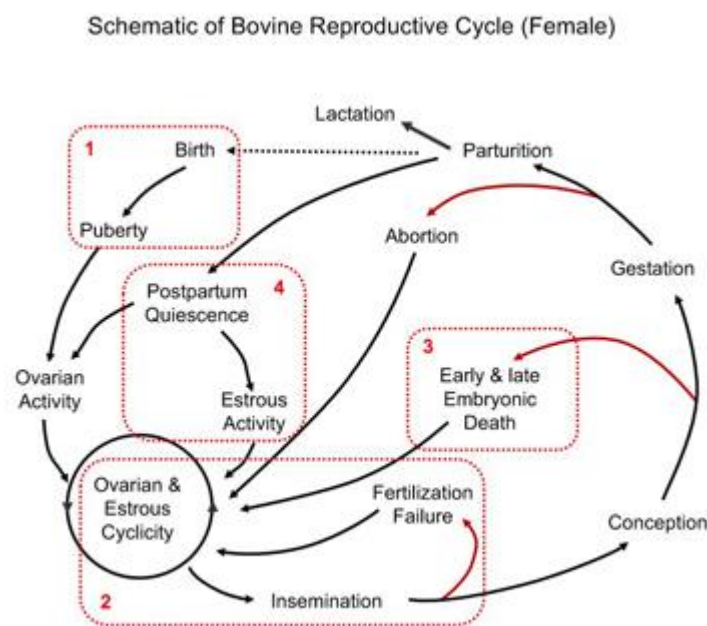 Schematic of Bovine Reproductive Cycle (Female)
Lactation
1
Birth
Parturition
Puberty
Abortion
Gestation
Postpartum
Quiescence
4
3
Ovarian
Activity
Estrous
Activity
Early & late
Embryonic
Death
Ovarian &
Estrous
Cyclicity
Fertilization
Failure
Conception
2
Insemination